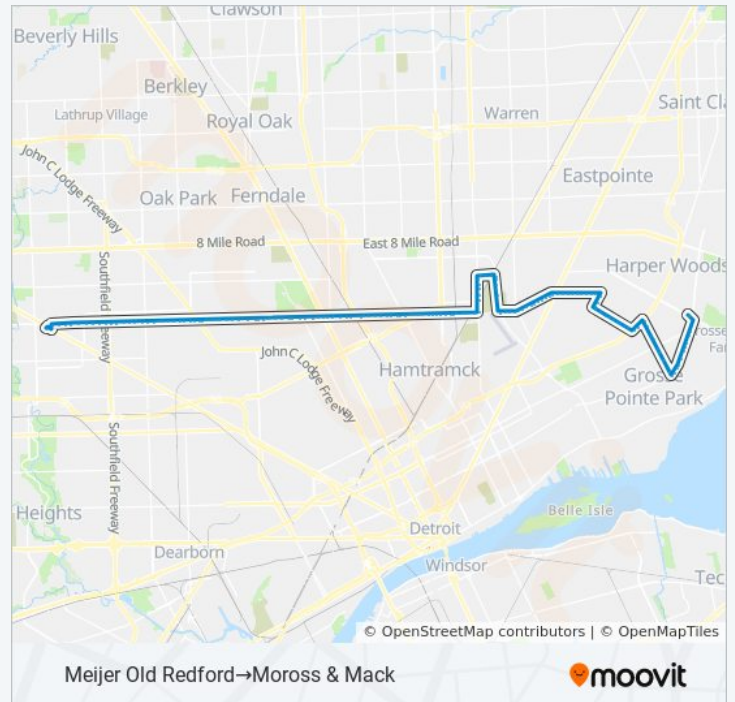 Clawson
Beverly Hills
Berkley
Saint Cla
Lathrup Village
Royal Oak
Warren
John C Lodge Freeway
Eastpointe
Oak Park
Ferndale
8 Mile Road
East 8 Mile Road
Southfield Freeway
Harper Woods
Grosse
Far
John C Lodge Freeway
Hamtramck
Grosse
Pointe Park
Southfield Freeway
Heights
Belle Isle
Detroit
Dearborn
Windsor
Tec
© OpenStreetMap contributors | © OpenMapTiles
Meijer Old Redford→Moross & Mack
moovit